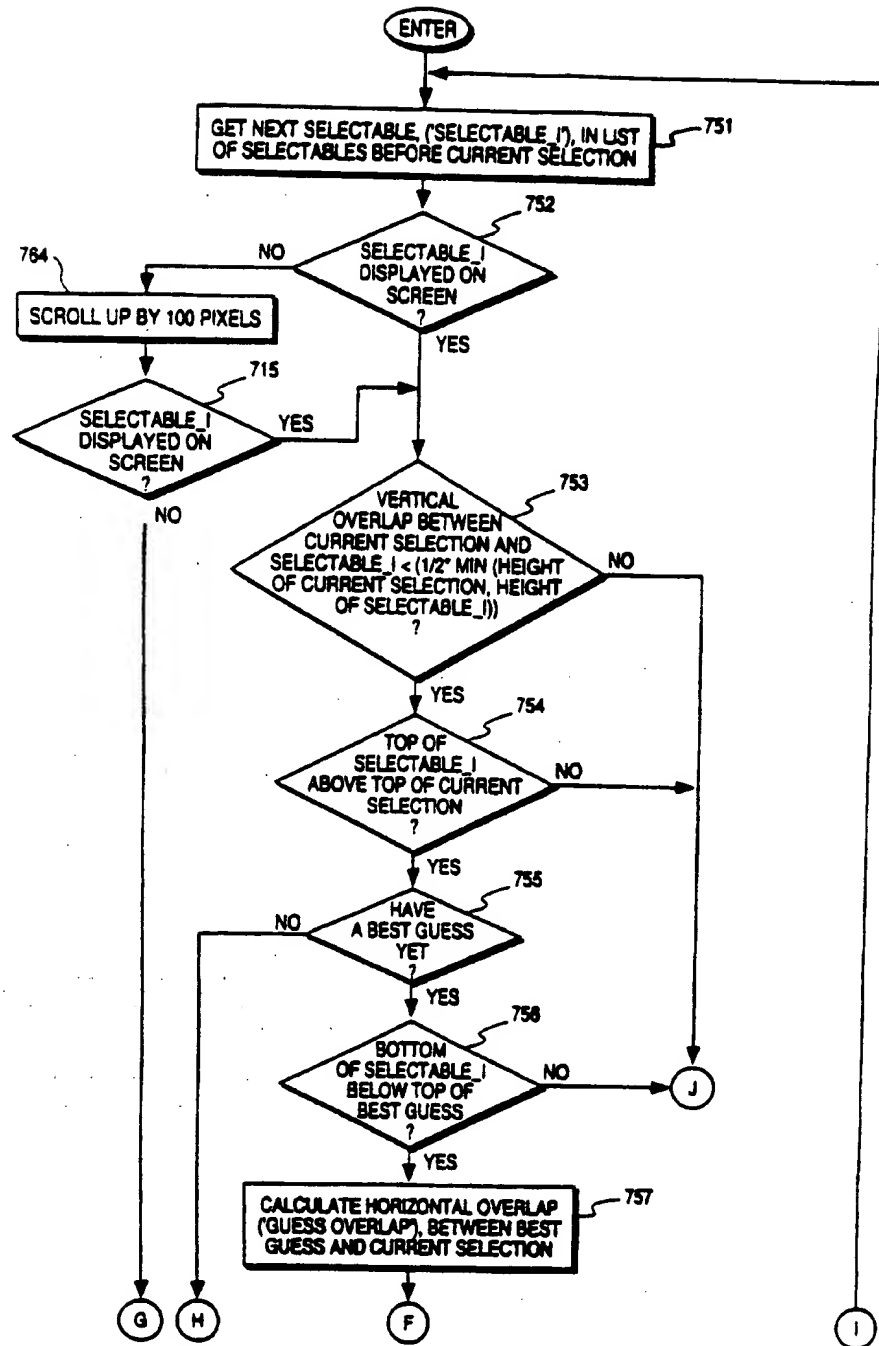 ENTER
GET NEXT SELECTABLE, ('SELECTABLE_I'), IN LIST
OF SELECTABLES BEFORE CURRENT SELECTION
751
752
SELECTABLE_I
DISPLAYED ON
SCREEN
?
NO
YES
764
SCROLL UP BY 100 PIXELS
715
SELECTABLE_I
DISPLAYED ON
SCREEN
?
YES
NO
753
VERTICAL
OVERLAP BETWEEN
CURRENT SELECTION AND
SELECTABLE_I < (1/2* MIN (HEIGHT
OF CURRENT SELECTION, HEIGHT
OF SELECTABLE_I))
?
NO
YES
754
TOP OF
SELECTABLE_I
ABOVE TOP OF CURRENT
SELECTION
?
NO
YES
755
HAVE
A BEST GUESS
YET
?
NO
YES
756
BOTTOM
OF SELECTABLE_I
BELOW TOP OF
BEST GUESS
?
NO
J
YES
CALCULATE HORIZONTAL OVERLAP
('GUESS OVERLAP'), BETWEEN BEST
GUESS AND CURRENT SELECTION
757
G
H
F
I